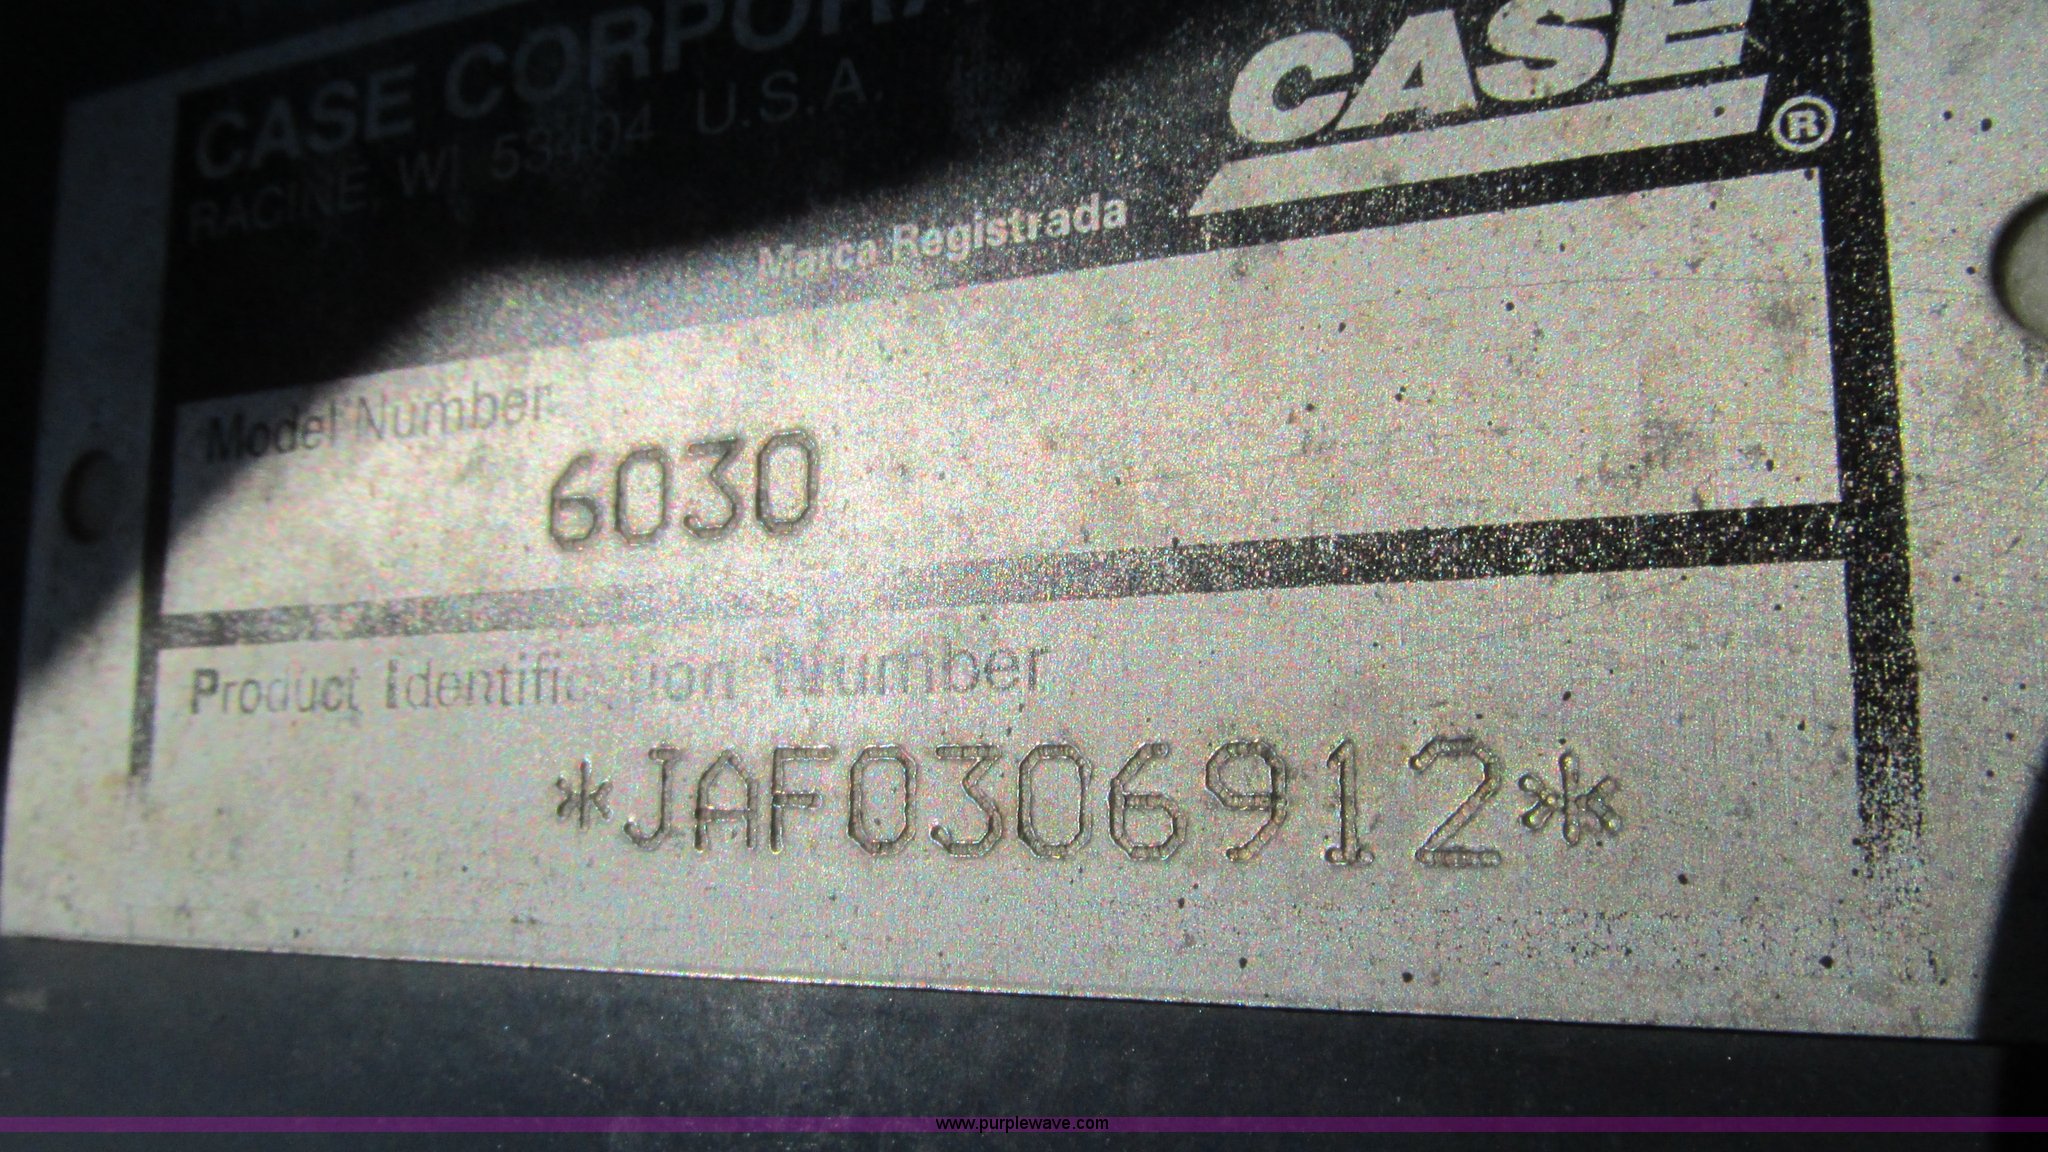 CASE CORPORA
RACINE, WI 53404 U.S.A.
CASE
®
Marca Registrada
Model Number
6030
Product Identification Number
*JAF0306912*
www.purplewave.com